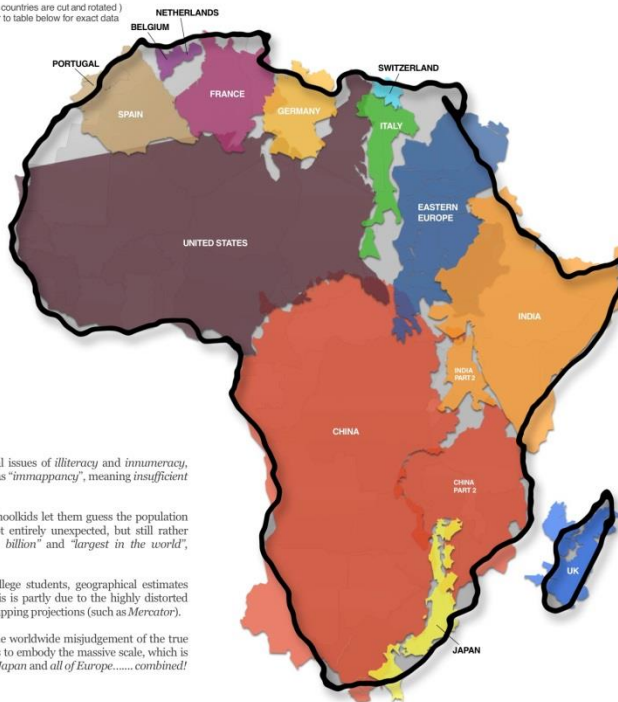 countries are cut and rotated )
to table below for exact data
NETHERLANDS
BELGIUM
PORTUGAL
SWITZERLAND
SPAIN
FRANCE
GERMANY
ITALY
EASTERN
EUROPE
UNITED STATES
INDIA
INDIA
PART 2
CHINA
CHINA
PART 2
UK
JAPAN
issues of illiteracy and innumeracy,
as “immappancy”, meaning insufficient
let them guess the population
entirely unexpected, but still rather
billion” and “largest in the world”,
students, geographical estimates
is partly due to the highly distorted
projections (such as Mercator).
worldwide misjudgement of the true
to embody the massive scale, which is
Japan and all of Europe...... combined!